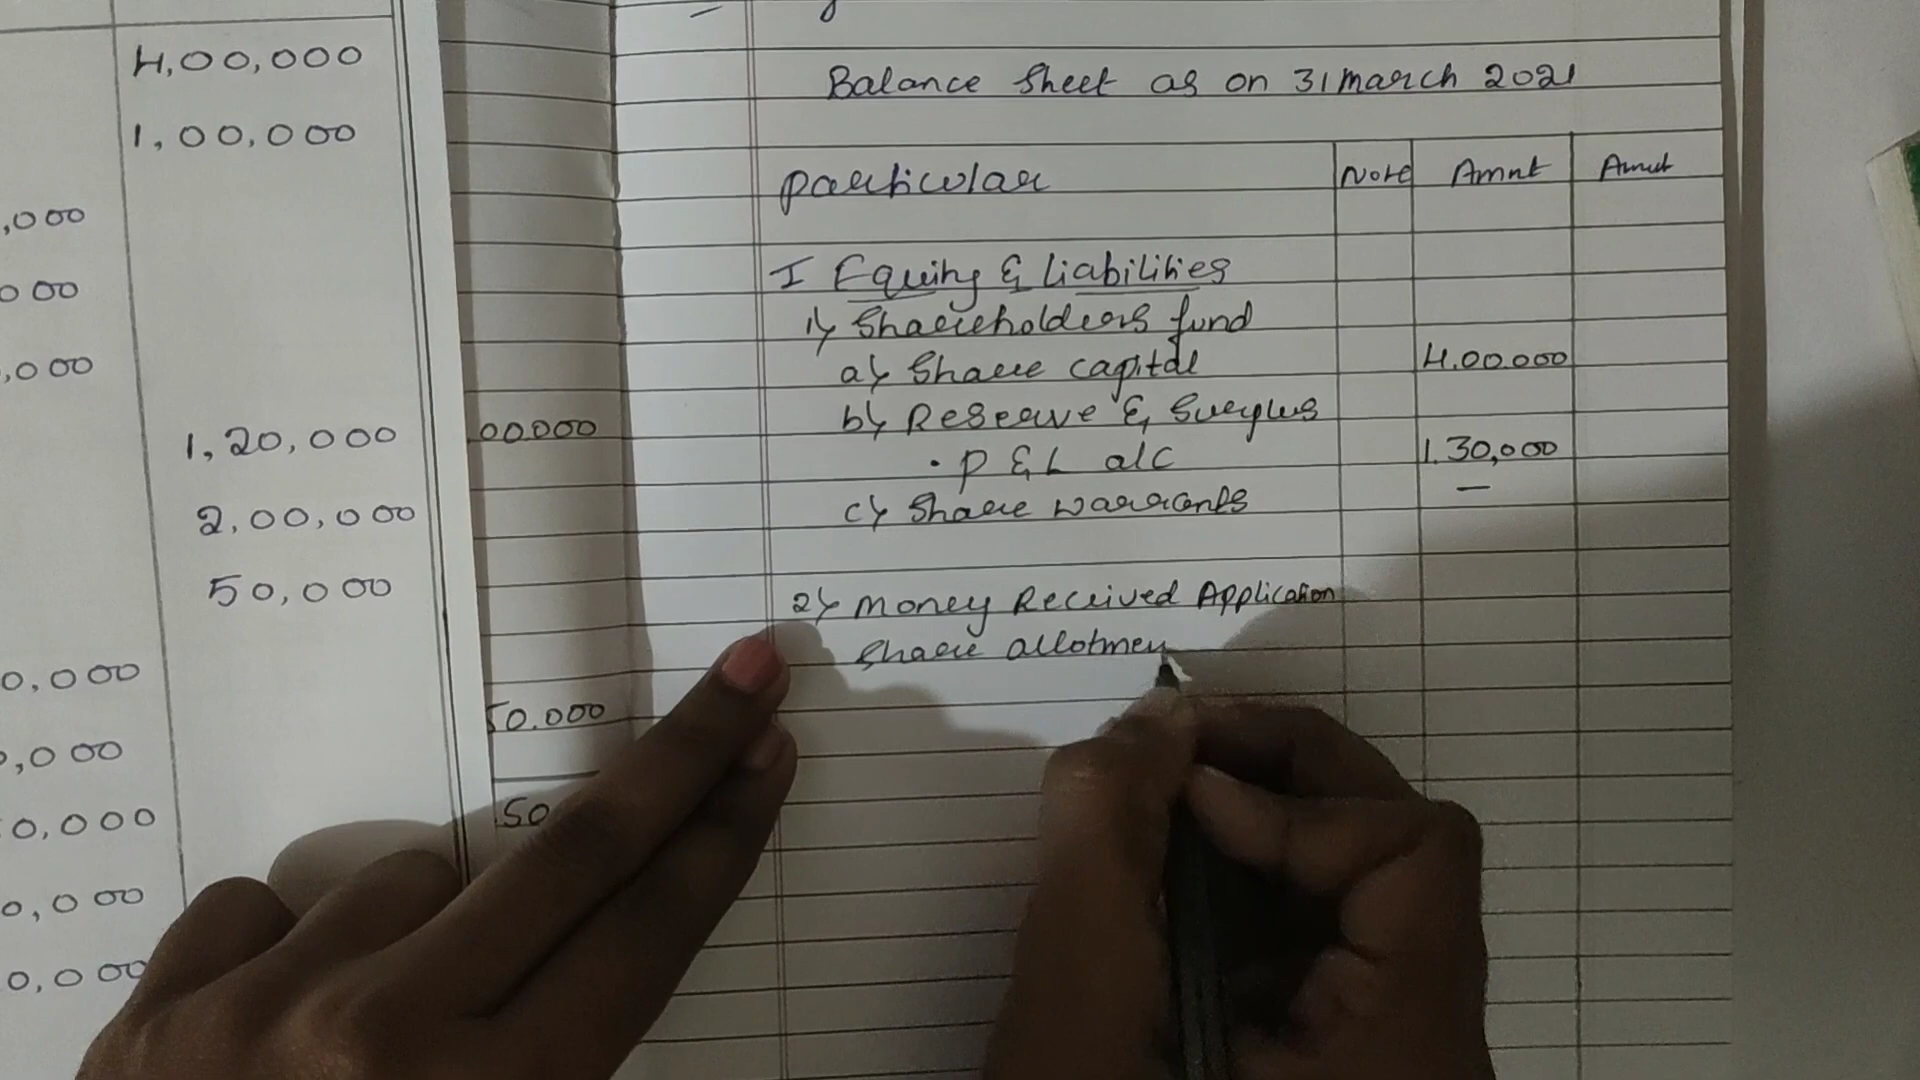 4,00,000
1,00,000
,000
000
,000
1,20,000
2,00,000
50,000
0,000
,000
0,000
0,000
0,000
00.000
50.000
50
Balance Sheet as on 31 march 2021
particular Note Amnt Amnt
I Equity & liabilities
1) Shareholders fund
a) Share capital 4.00.000
b) Reserve & Surplus
. P & L a/c 1.30,000
c) Share warrants —
2) Money Received Application
Share allotmen